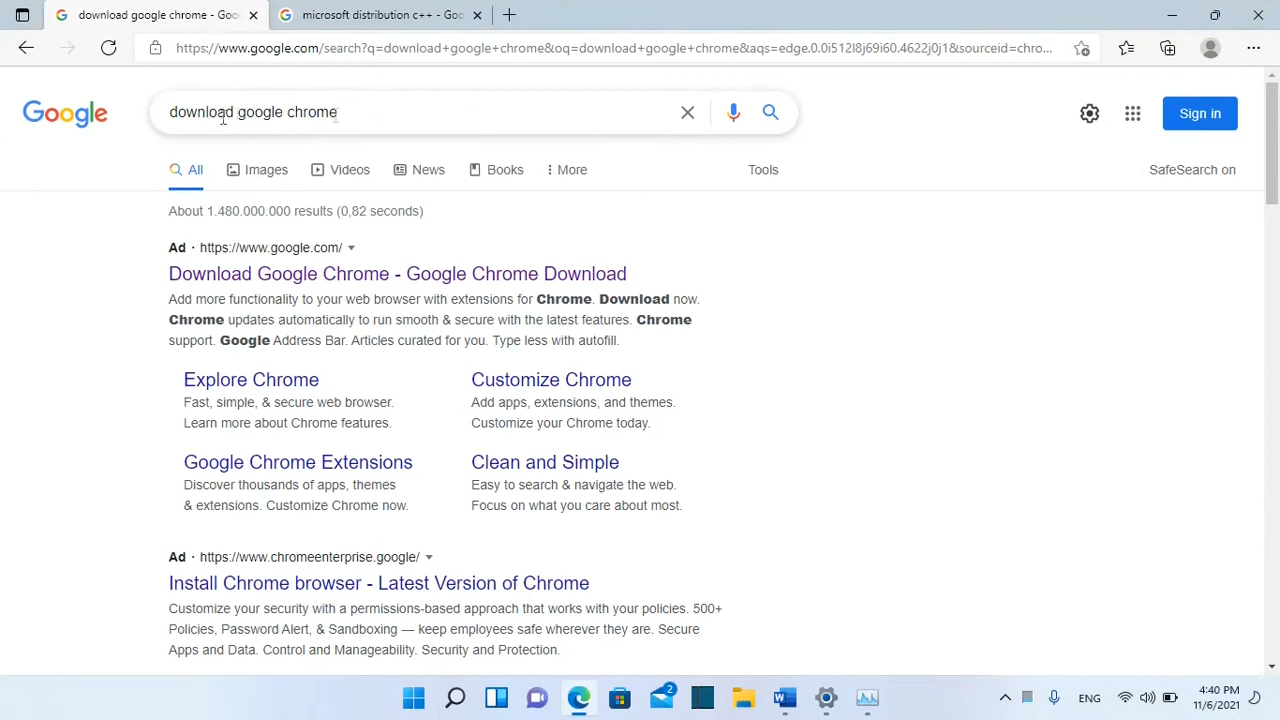 download google chrome - Goo
microsoft distribution c++ - Goo
https://www.google.com/search?q=download+google+chrome&oq=download+google+chrome&aqs=edge.0.0i512l8j69i60.4622j0j1&sourceid=chro...
Google
download google chrome
Sign in
All
Images
Videos
News
Books
More
Tools
SafeSearch on
About 1.480.000.000 results (0,82 seconds)
Ad · https://www.google.com/
Download Google Chrome - Google Chrome Download
Add more functionality to your web browser with extensions for Chrome. Download now.
Chrome updates automatically to run smooth & secure with the latest features. Chrome
support. Google Address Bar. Articles curated for you. Type less with autofill.
Explore Chrome
Fast, simple, & secure web browser.
Learn more about Chrome features.
Customize Chrome
Add apps, extensions, and themes.
Customize your Chrome today.
Google Chrome Extensions
Discover thousands of apps, themes
& extensions. Customize Chrome now.
Clean and Simple
Easy to search & navigate the web.
Focus on what you care about most.
Ad · https://www.chromeenterprise.google/
Install Chrome browser - Latest Version of Chrome
Customize your security with a permissions-based approach that works with your policies. 500+
Policies, Password Alert, & Sandboxing — keep employees safe wherever they are. Secure
Apps and Data. Control and Manageability. Security and Protection.
2
ENG
4:40 PM
11/6/2021